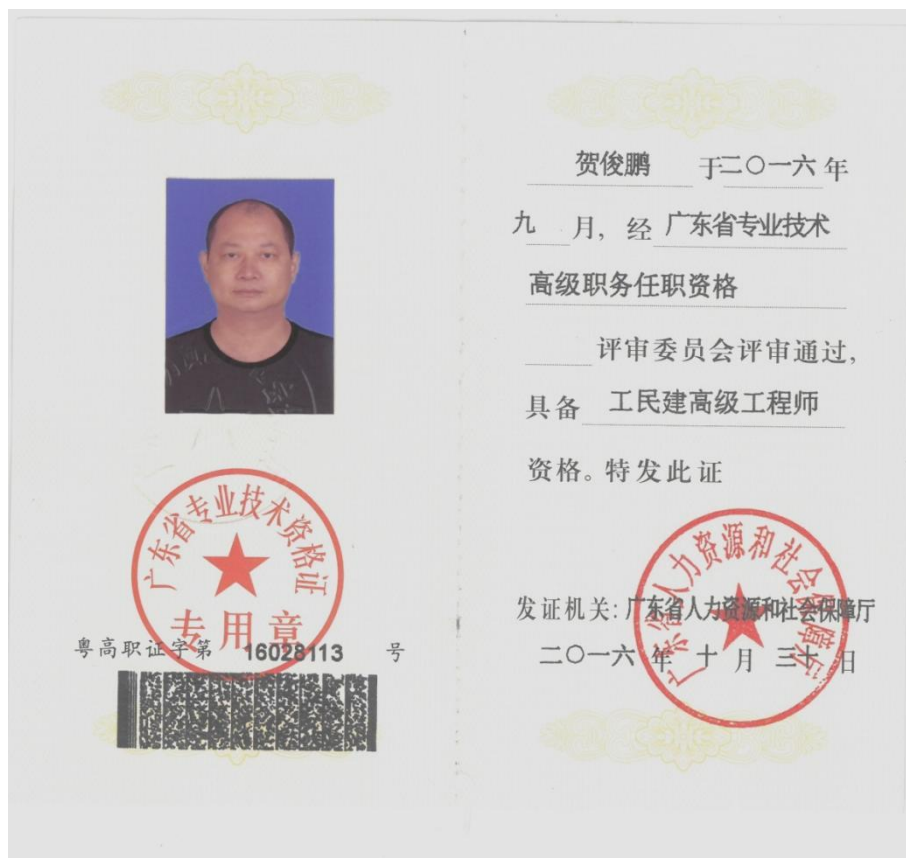 广东省专业技术资格证
专用章
粤高职证字第 16028113 号
贺俊鹏 于二〇一六年
九月，经 广东省专业技术
高级职务任职资格
评审委员会评审通过，
具备 工民建高级工程师
资格。特发此证
广东省人力资源和社会保障厅
发证机关：广东省人力资源和社会保障厅
二〇一六 年 十 月 三十 日